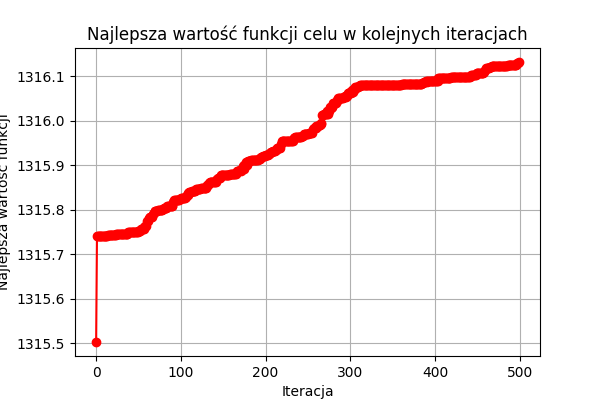 Najlepsza wartość funkcji celu w kolejnych iteracjach
Najlepsza wartość funkcji
1316.1
1316.0
1315.9
1315.8
1315.7
1315.6
1315.5
0 100 200 300 400 500
Iteracja